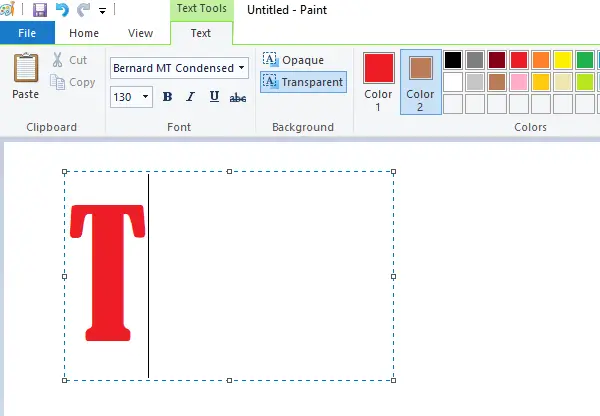 Text Tools
Untitled - Paint
File
Home
View
Text
Paste
Cut
Copy
Clipboard
Bernard MT Condensed
130
B
I
U
abc
Font
Opaque
Transparent
Background
Color
1
Color
2
Colors
T